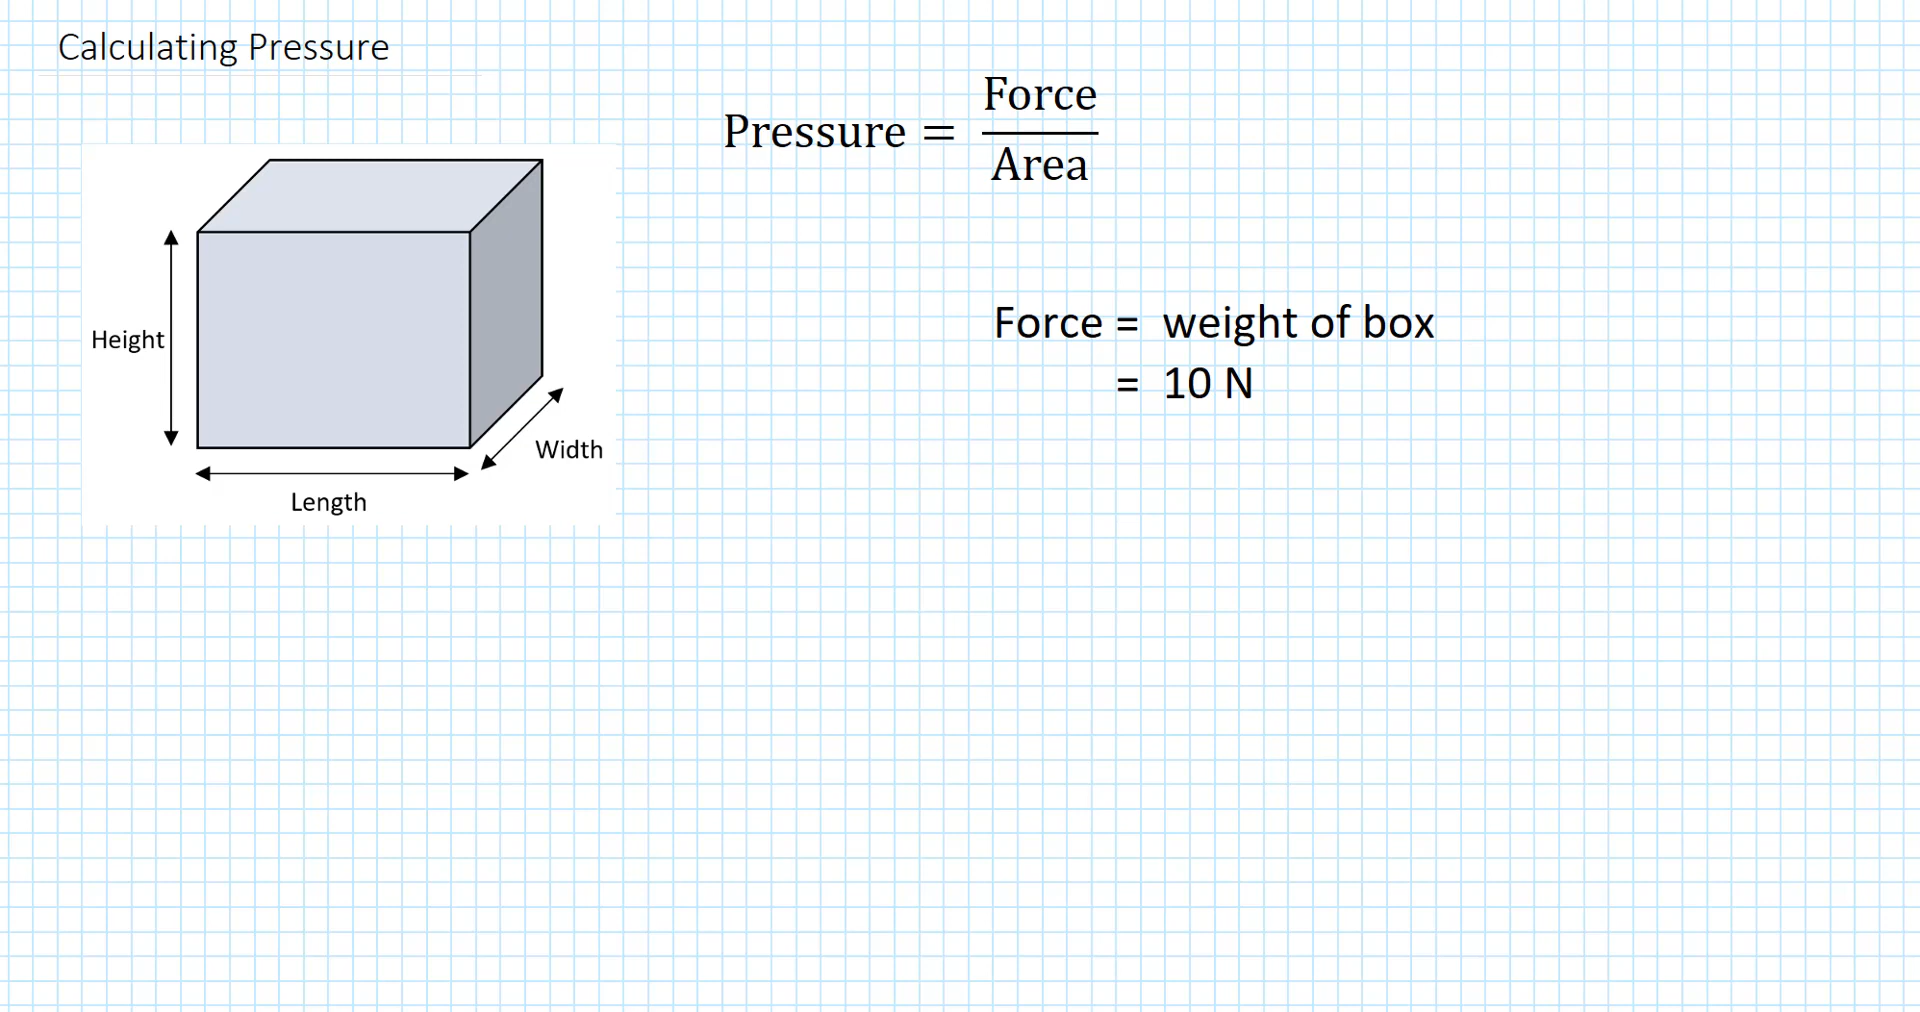 Calculating Pressure
Pressure = Force / Area
Height
Width
Length
Force = weight of box
= 10 N